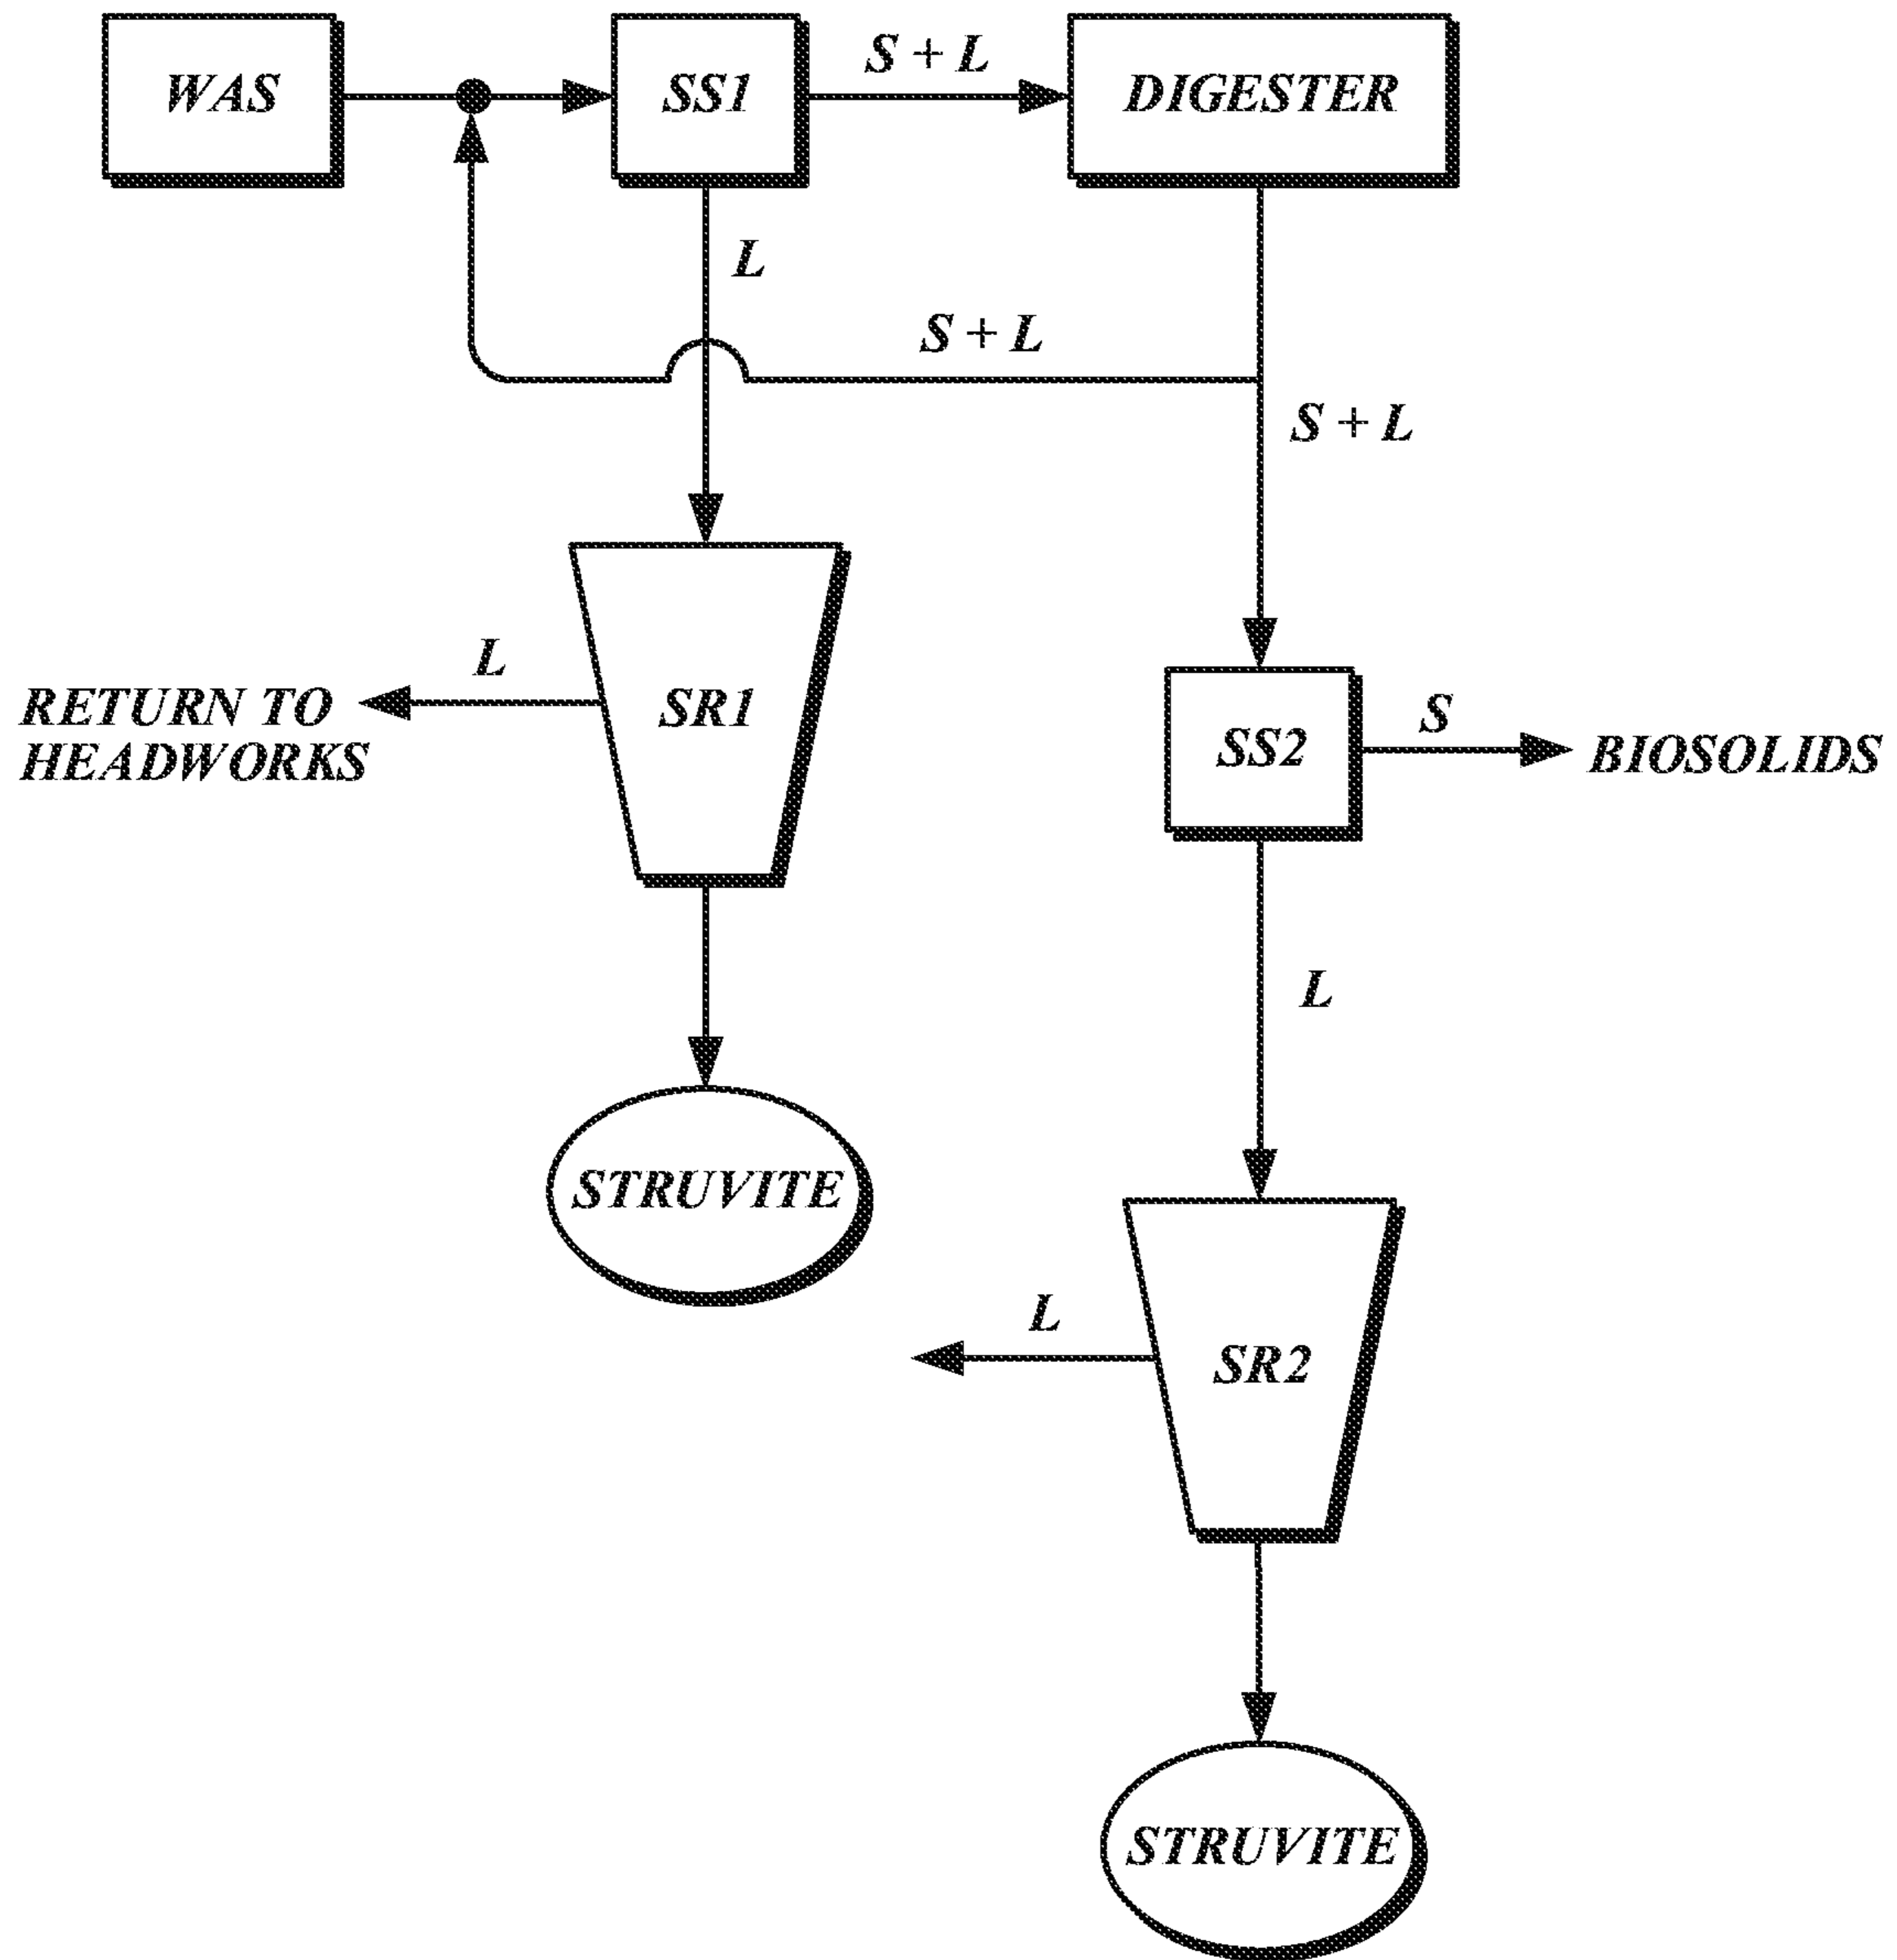 WAS
SS1
S + L
DIGESTER
L
S + L
S + L
L
RETURN TO
HEADWORKS
SR1
SS2
S
BIOSOLIDS
L
STRUVITE
L
SR2
STRUVITE